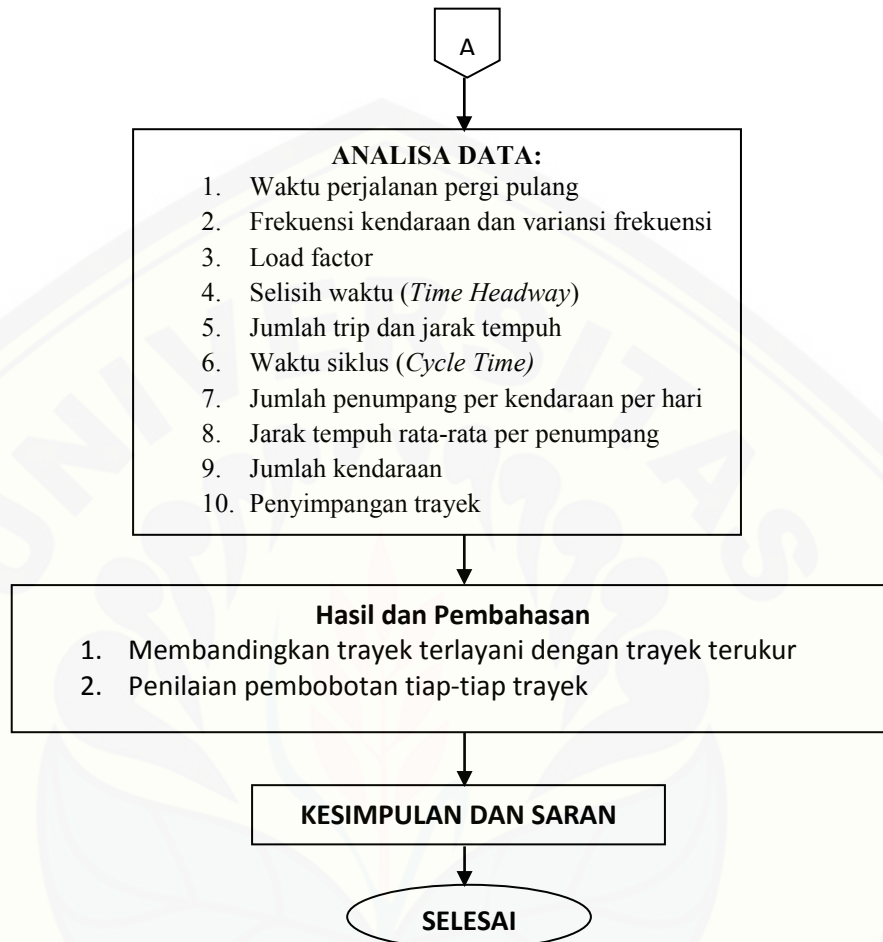 A
ANALISA DATA:
1. Waktu perjalanan pergi pulang
2. Frekuensi kendaraan dan variansi frekuensi
3. Load factor
4. Selisih waktu (Time Headway)
5. Jumlah trip dan jarak tempuh
6. Waktu siklus (Cycle Time)
7. Jumlah penumpang per kendaraan per hari
8. Jarak tempuh rata-rata per penumpang
9. Jumlah kendaraan
10. Penyimpangan trayek
Hasil dan Pembahasan
1. Membandingkan trayek terlayani dengan trayek terukur
2. Penilaian pembobotan tiap-tiap trayek
KESIMPULAN DAN SARAN
SELESAI
UNIVERSITAS